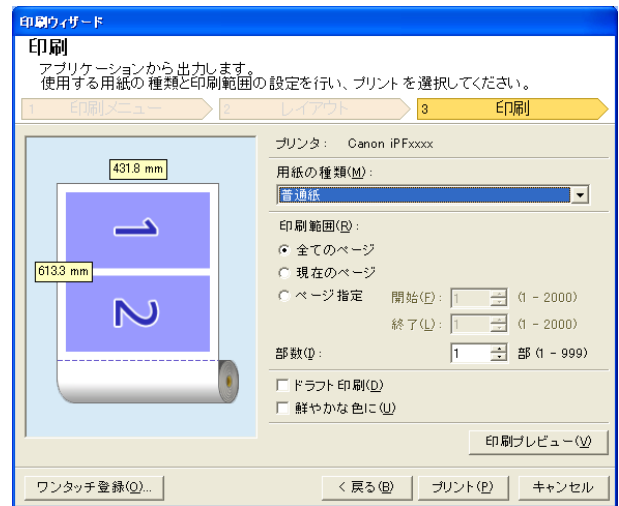 印刷ウィザード
印刷
アプリケーションから出力します。
使用する用紙の種類と印刷範囲の設定を行い、プリントを選択してください。
1 印刷メニュー 2 レイアウト 3 印刷
プリンタ: Canon iPFxxxx
431.8 mm
用紙の種類(M):
普通紙
1
印刷範囲(R):
全てのページ
613.3 mm
現在のページ
ページ指定 開始(F): 1 (1 - 2000)
2
終了(L): 1 (1 - 2000)
部数(I): 1 部 (1 - 999)
ドラフト印刷(D)
鮮やかな色に(U)
印刷プレビュー(V)
ワンタッチ登録(O)... < 戻る(B) プリント(P) キャンセル